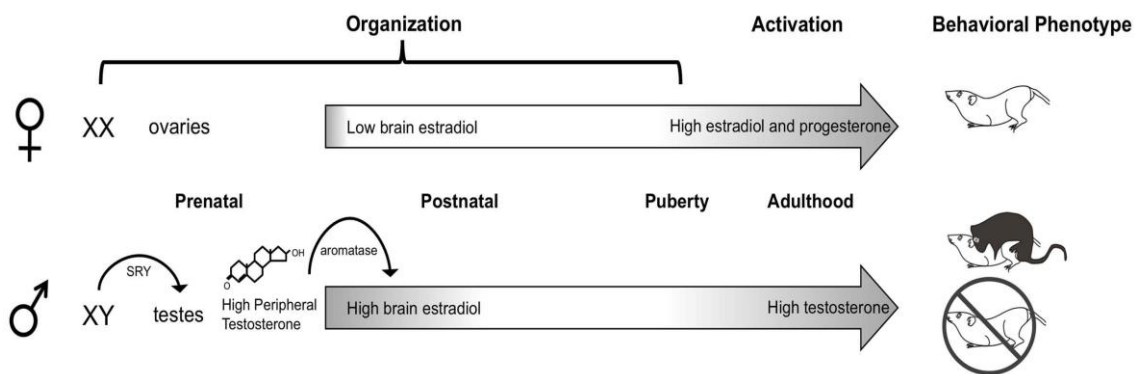 Organization
Activation
Behavioral Phenotype
XX
ovaries
Low brain estradiol
High estradiol and progesterone
Prenatal
Postnatal
Puberty
Adulthood
SRY
OH
O
aromatase
XY
testes
High Peripheral
Testosterone
High brain estradiol
High testosterone